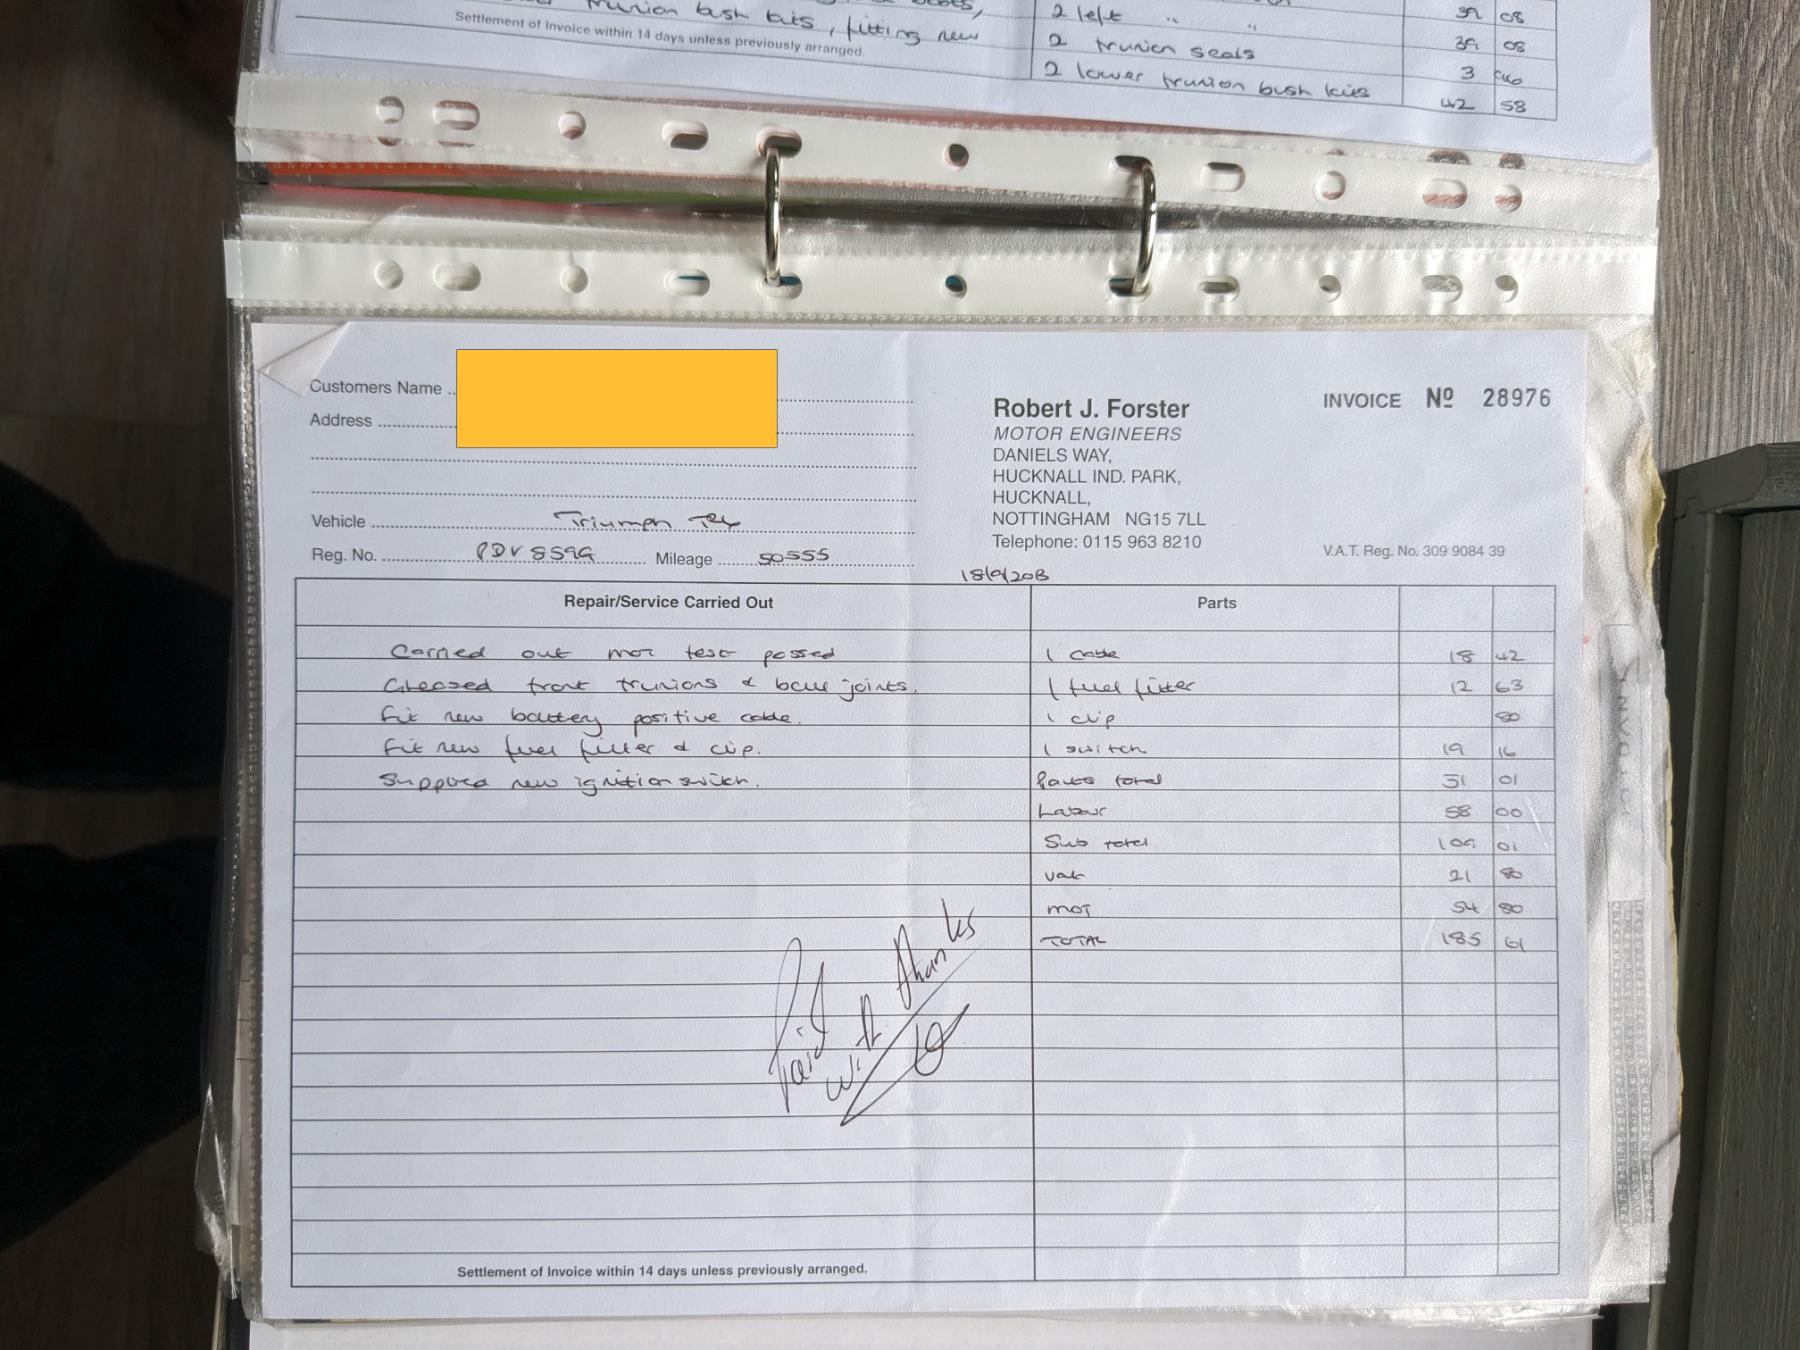 trunion bush kits, fitting new
Settlement of Invoice within 14 days unless previously arranged.
2 left " " 39 08
2 trunion seals 39 08
2 lower trunion bush kits 3
42 58
Customers Name
Address
Vehicle Triumph TR6
Reg. No. PDV 859G Mileage 50555
Robert J. Forster
MOTOR ENGINEERS
DANIELS WAY,
HUCKNALL IND. PARK,
HUCKNALL,
NOTTINGHAM NG15 7LL
Telephone: 0115 963 8210
INVOICE Nº 28976
V.A.T. Reg. No. 309 9084 39
18/9/2013
Repair/Service Carried Out Parts
Carried out mot test passed 1 cable 18 42
Greased front trunions & ball joints. 1 fuel filter 12 63
Fit new battery positive cable. 1 clip 80
Fit new fuel filter & clip. 1 switch 19 16
Supplied new ignition switch. Parts total 51 01
Labour 58 00
Sub total 109 01
Vat 21 80
MOT 54 80
TOTAL 185 61
Paid with thanks
Settlement of Invoice within 14 days unless previously arranged.
INVOICE